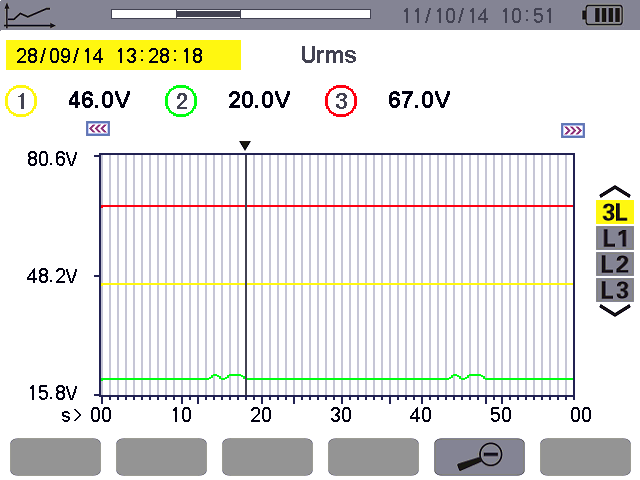 11/10/14 10:51
28/09/14 13:28:18 Urms
1 46.0V 2 20.0V 3 67.0V
<<< >>>
80.6V
48.2V
15.8V
s> 00 10 20 30 40 50 00
3L
L1
L2
L3